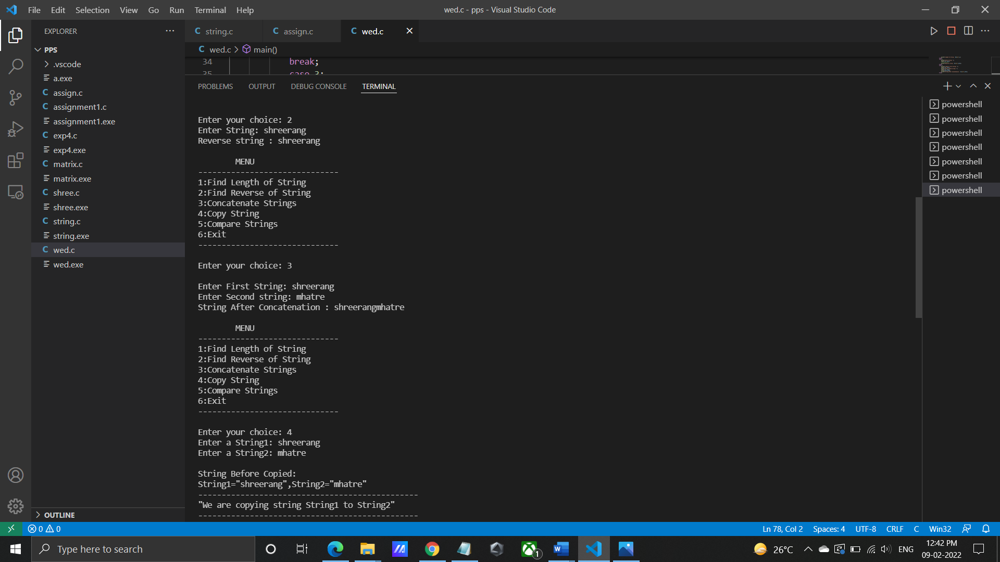 File Edit Selection View Go Run Terminal Help
wed.c - pps - Visual Studio Code
EXPLORER
PPS
.vscode
a.exe
assign.c
assignment1.c
assignment1.exe
exp4.c
exp4.exe
matrix.c
matrix.exe
shree.c
shree.exe
string.c
string.exe
wed.c
wed.exe
OUTLINE
string.c assign.c wed.c
wed.c main()
34 break;
35 case 3:
PROBLEMS OUTPUT DEBUG CONSOLE TERMINAL
Enter your choice: 2
Enter String: shreerang
Reverse string : shreerang
MENU
------------------------------
1:Find Length of String
2:Find Reverse of String
3:Concatenate Strings
4:Copy String
5:Compare Strings
6:Exit
------------------------------
Enter your choice: 3
Enter First String: shreerang
Enter Second string: mhatre
String After Concatenation : shreerangmhatre
MENU
------------------------------
1:Find Length of String
2:Find Reverse of String
3:Concatenate Strings
4:Copy String
5:Compare Strings
6:Exit
------------------------------
Enter your choice: 4
Enter a String1: shreerang
Enter a String2: mhatre
String Before Copied:
String1="shreerang",String2="mhatre"
-----------------------------------------------
"We are copying string String1 to String2"
-----------------------------------------------
powershell
powershell
powershell
powershell
powershell
powershell
powershell
0 0
Ln 78, Col 2 Spaces: 4 UTF-8 CRLF C Win32
Type here to search
1
26°C
ENG
12:42 PM
09-02-2022